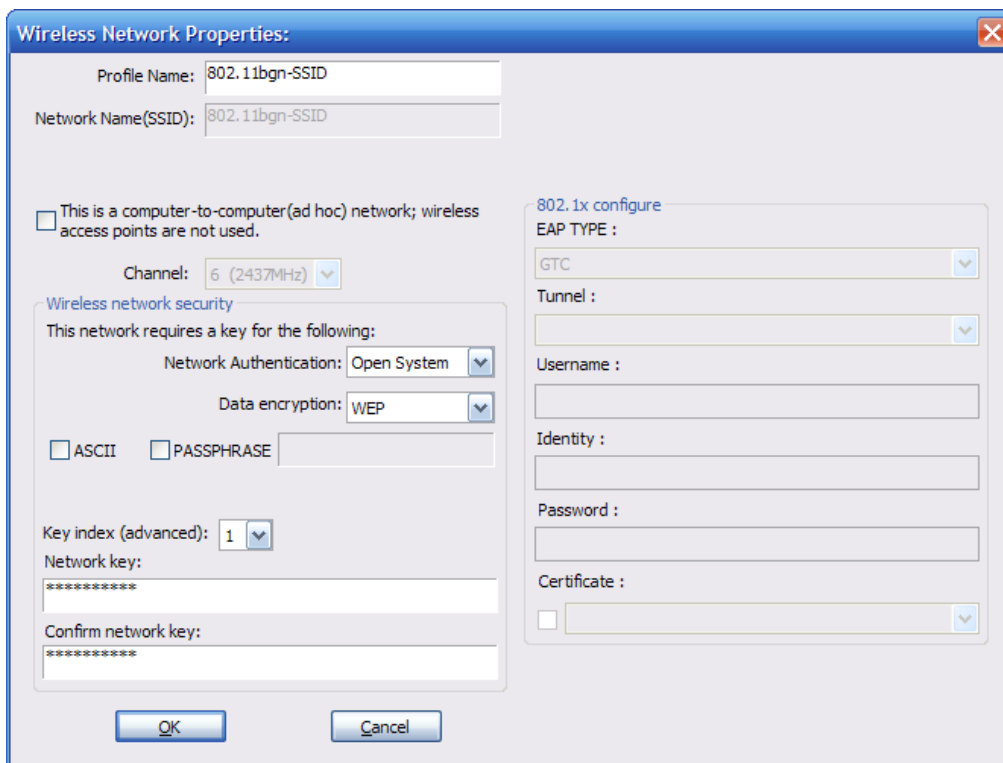 Wireless Network Properties:
Profile Name: 802.11bgn-SSID
Network Name(SSID): 802.11bgn-SSID
This is a computer-to-computer(ad hoc) network; wireless
access points are not used.
Channel: 6 (2437MHz)
Wireless network security
This network requires a key for the following:
Network Authentication: Open System
Data encryption: WEP
ASCII PASSPHRASE
Key index (advanced): 1
Network key:
**********
Confirm network key:
**********
OK Cancel
802.1x configure
EAP TYPE :
GTC
Tunnel :
Username :
Identity :
Password :
Certificate :